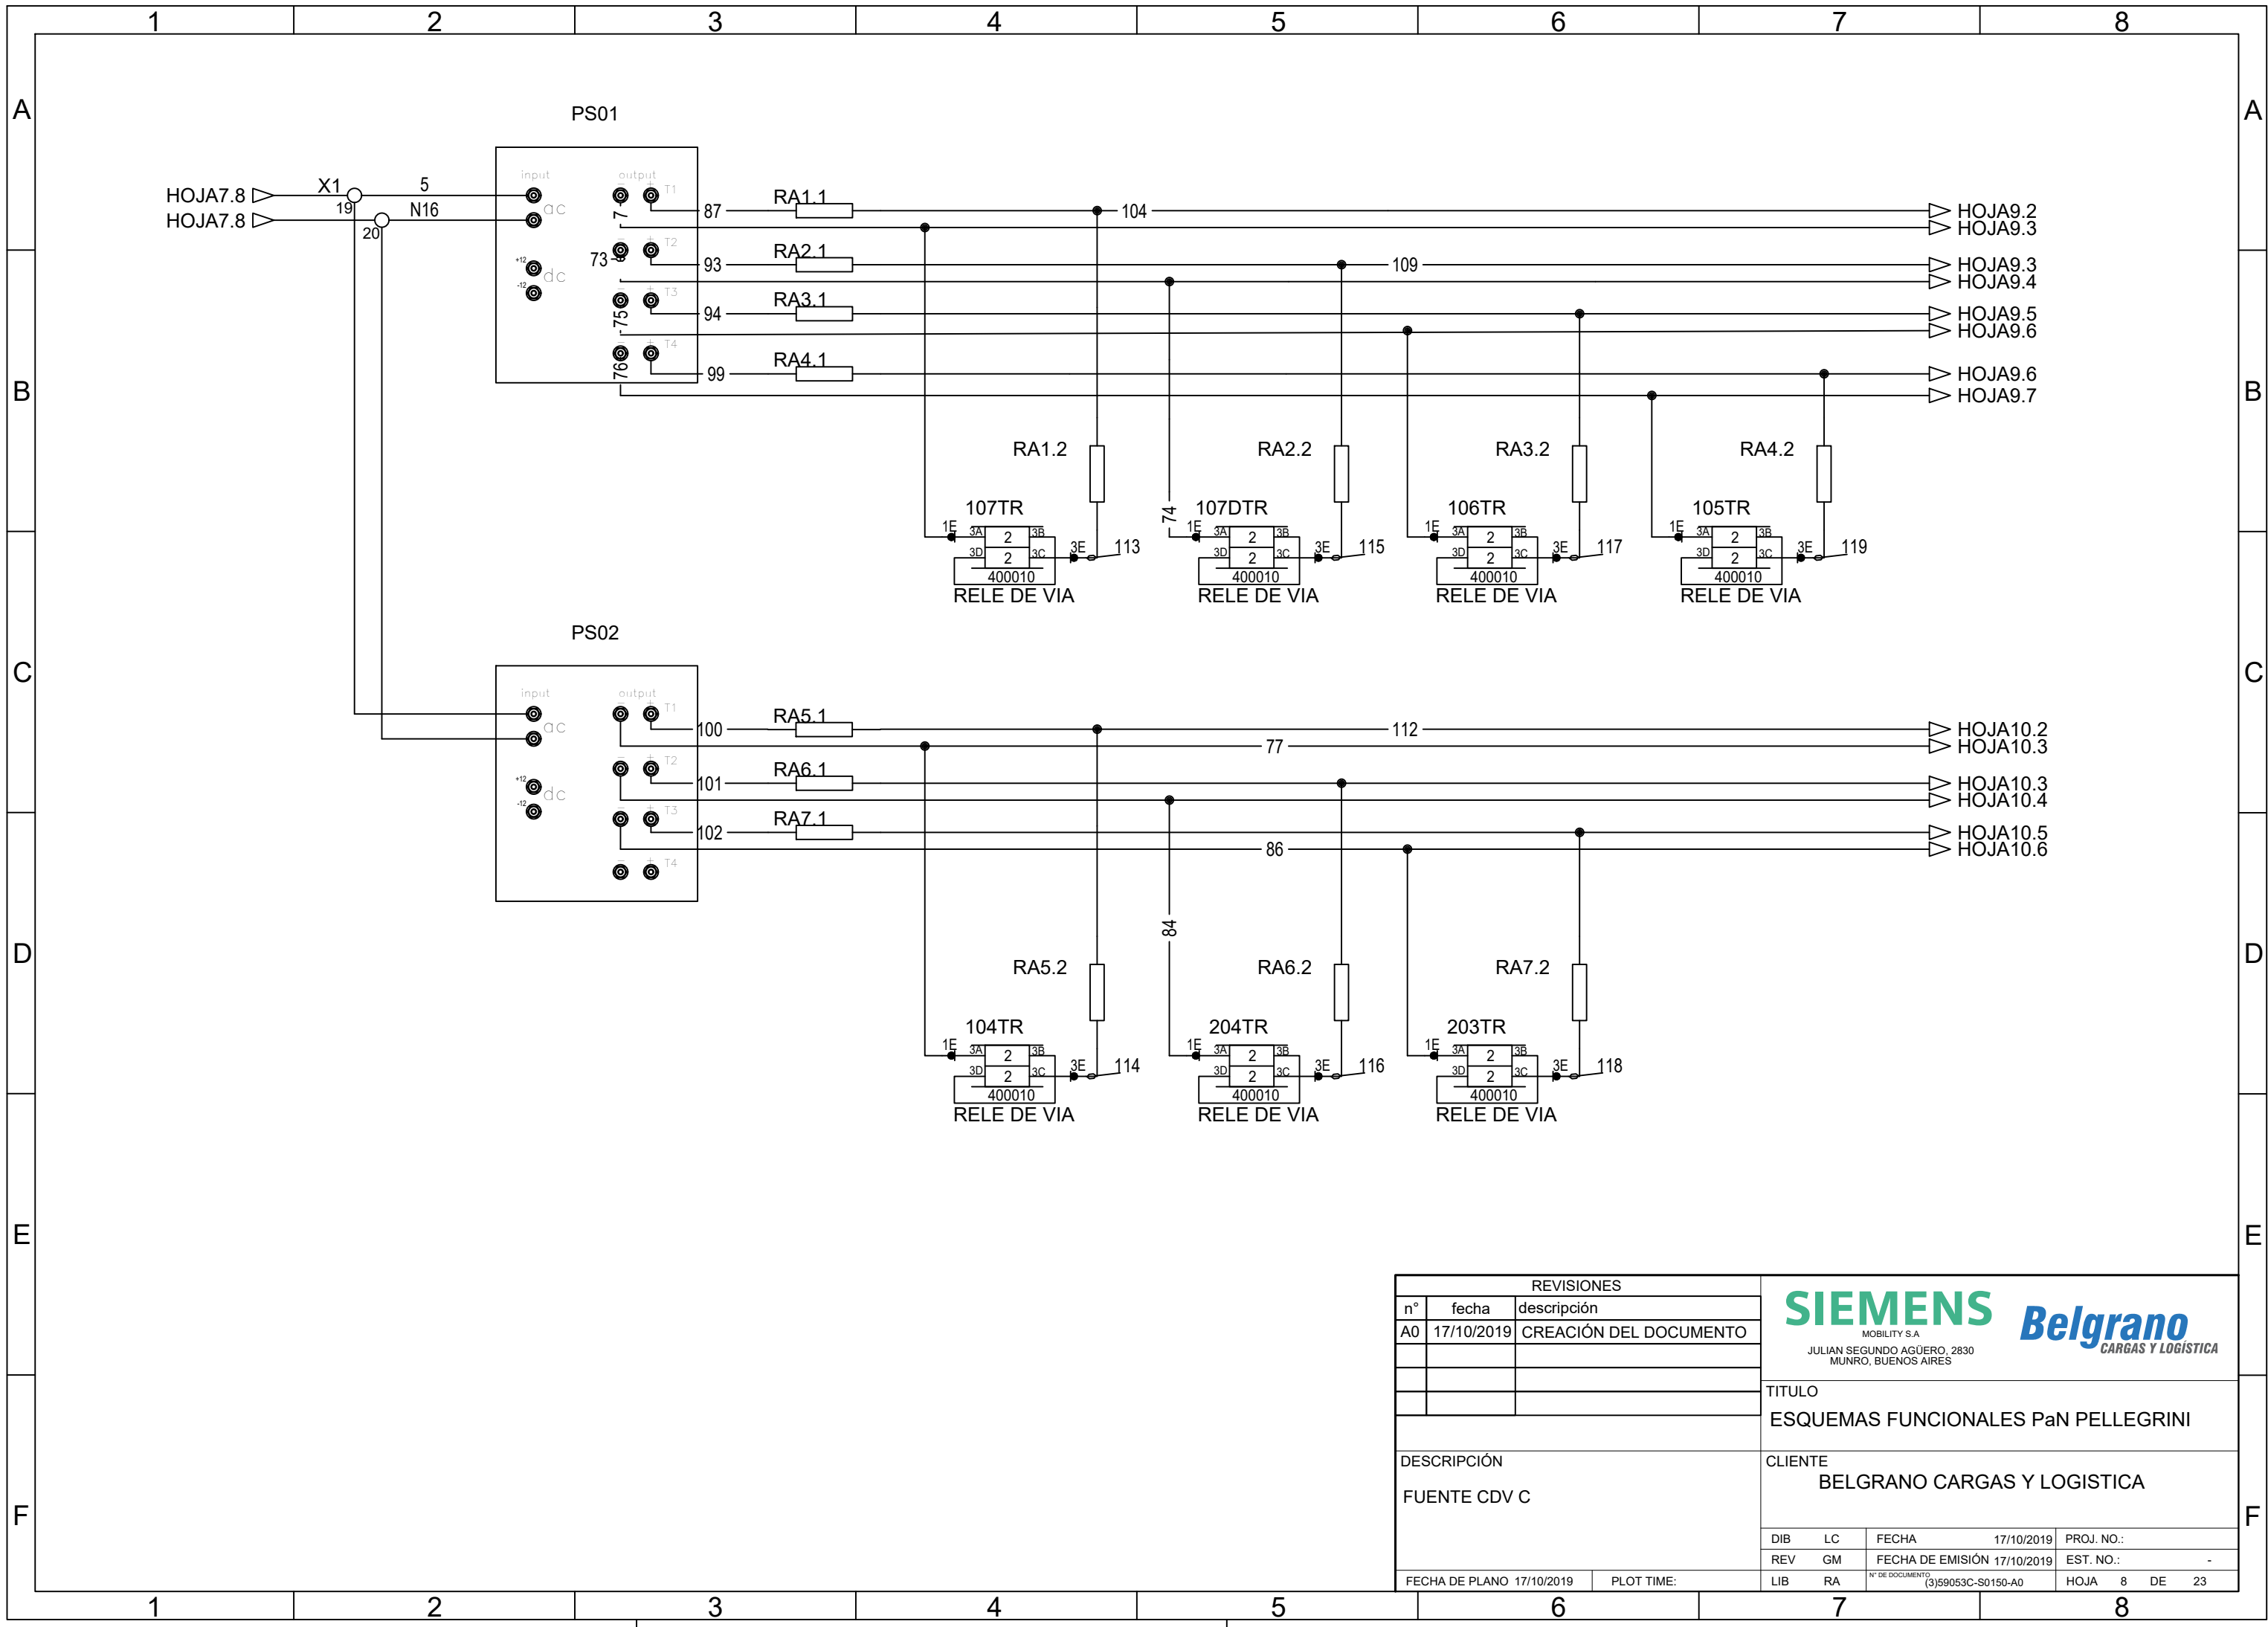 1 2 3 4 5 6 7 8
A A
PS01
input output
HOJA7.8 X1 5 ac - + T1
19
HOJA7.8 N16
20
7 87 RA1.1 104 HOJA9.2
HOJA9.3
- + T2
73 93 RA2.1 109 HOJA9.3
HOJA9.4
+12 dc
-12
- + T3
75 94 RA3.1 HOJA9.5
HOJA9.6
- + T4
76 99 RA4.1 HOJA9.6
HOJA9.7
B B
RA1.2 RA2.2 RA3.2 RA4.2
74
107TR 107DTR 106TR 105TR
1E 3A 2 3B 1E 3A 2 3B 1E 3A 2 3B 1E 3A 2 3B
3D 2 3C 3E 113 3D 2 3C 3E 115 3D 2 3C 3E 117 3D 2 3C 3E 119
400010 400010 400010 400010
RELE DE VIA RELE DE VIA RELE DE VIA RELE DE VIA
PS02
C C
input output
ac - + T1
100 RA5.1 112 HOJA10.2
77 HOJA10.3
- + T2
101 RA6.1 HOJA10.3
HOJA10.4
+12 dc
-12
- + T3
102 RA7.1 HOJA10.5
86 HOJA10.6
- + T4
84
D D
RA5.2 RA6.2 RA7.2
104TR 204TR 203TR
1E 3A 2 3B 1E 3A 2 3B 1E 3A 2 3B
3D 2 3C 3E 114 3D 2 3C 3E 116 3D 2 3C 3E 118
400010 400010 400010
RELE DE VIA RELE DE VIA RELE DE VIA
E E
REVISIONES
n° fecha descripción
A0 17/10/2019 CREACIÓN DEL DOCUMENTO
SIEMENS
MOBILITY S.A
JULIAN SEGUNDO AGÜERO, 2830
MUNRO, BUENOS AIRES
Belgrano
CARGAS Y LOGÍSTICA
TITULO
ESQUEMAS FUNCIONALES PaN PELLEGRINI
DESCRIPCIÓN
FUENTE CDV C
CLIENTE
BELGRANO CARGAS Y LOGISTICA
F F
DIB LC FECHA 17/10/2019 PROJ. NO.:
REV GM FECHA DE EMISIÓN 17/10/2019 EST. NO.: -
FECHA DE PLANO 17/10/2019 PLOT TIME: LIB RA N° DE DOCUMENTO (3)59053C-S0150-A0 HOJA 8 DE 23
1 2 3 4 5 6 7 8